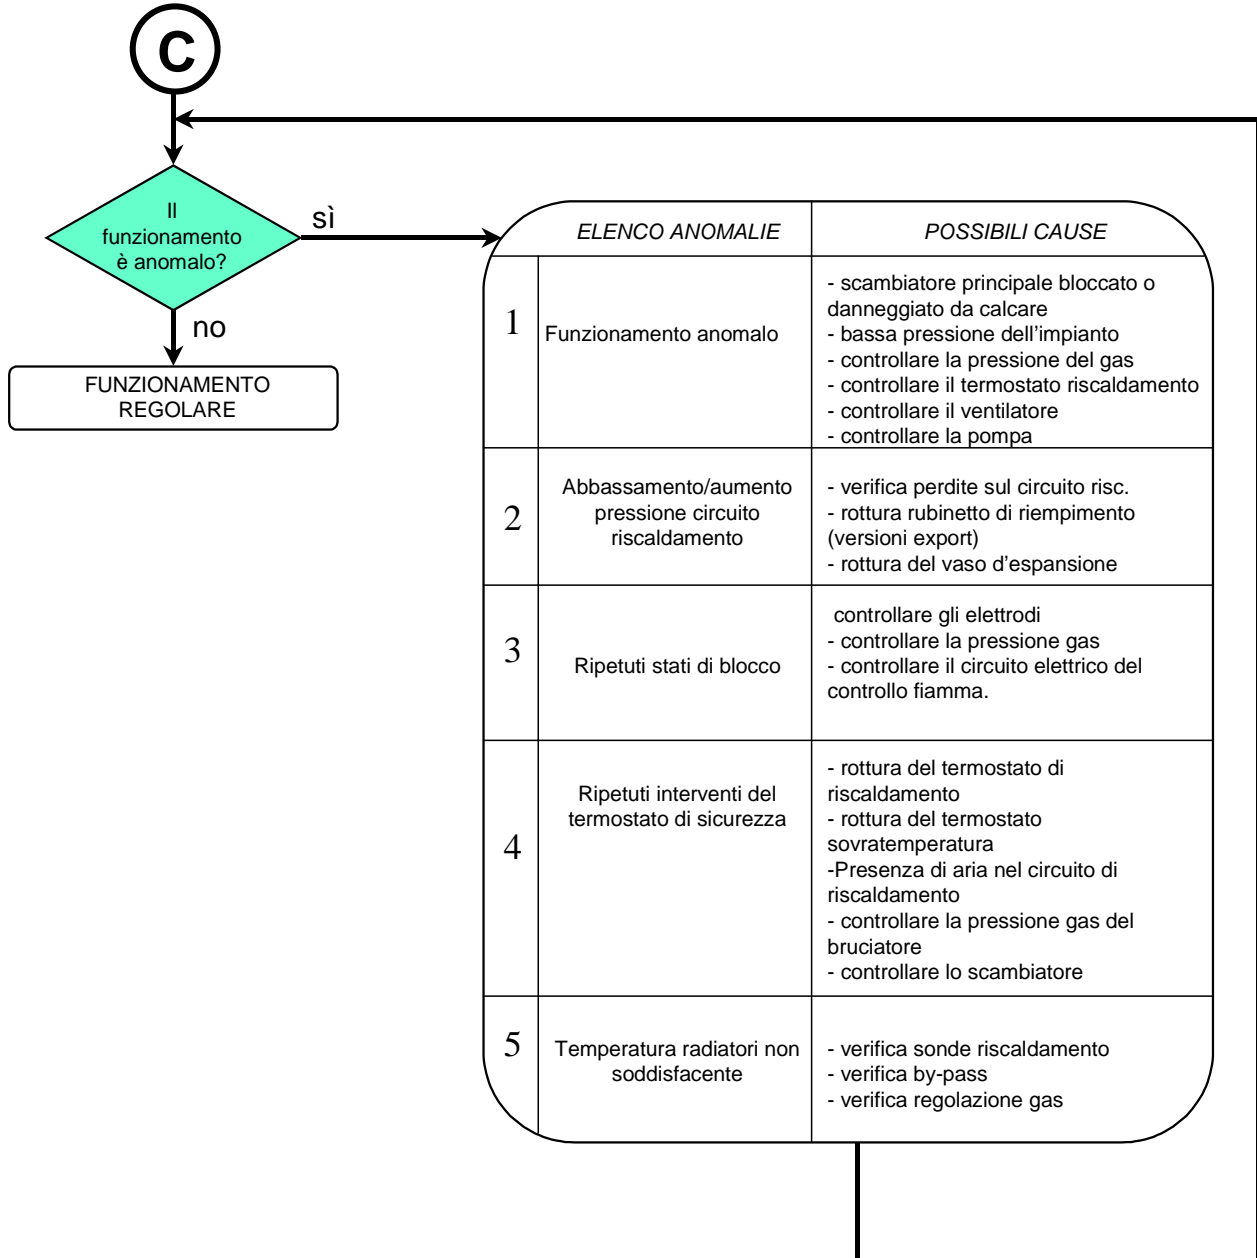 C
Il
funzionamento
è anomalo?
sì
no
FUNZIONAMENTO
REGOLARE
ELENCO ANOMALIE
POSSIBILI CAUSE
1
Funzionamento anomalo
- scambiatore principale bloccato o
danneggiato da calcare
- bassa pressione dell'impianto
- controllare la pressione del gas
- controllare il termostato riscaldamento
- controllare il ventilatore
- controllare la pompa
2
Abbassamento/aumento
pressione circuito
riscaldamento
- verifica perdite sul circuito risc.
- rottura rubinetto di riempimento
(versioni export)
- rottura del vaso d'espansione
3
Ripetuti stati di blocco
controllare gli elettrodi
- controllare la pressione gas
- controllare il circuito elettrico del
controllo fiamma.
4
Ripetuti interventi del
termostato di sicurezza
- rottura del termostato di
riscaldamento
- rottura del termostato
sovratemperatura
-Presenza di aria nel circuito di
riscaldamento
- controllare la pressione gas del
bruciatore
- controllare lo scambiatore
5
Temperatura radiatori non
soddisfacente
- verifica sonde riscaldamento
- verifica by-pass
- verifica regolazione gas